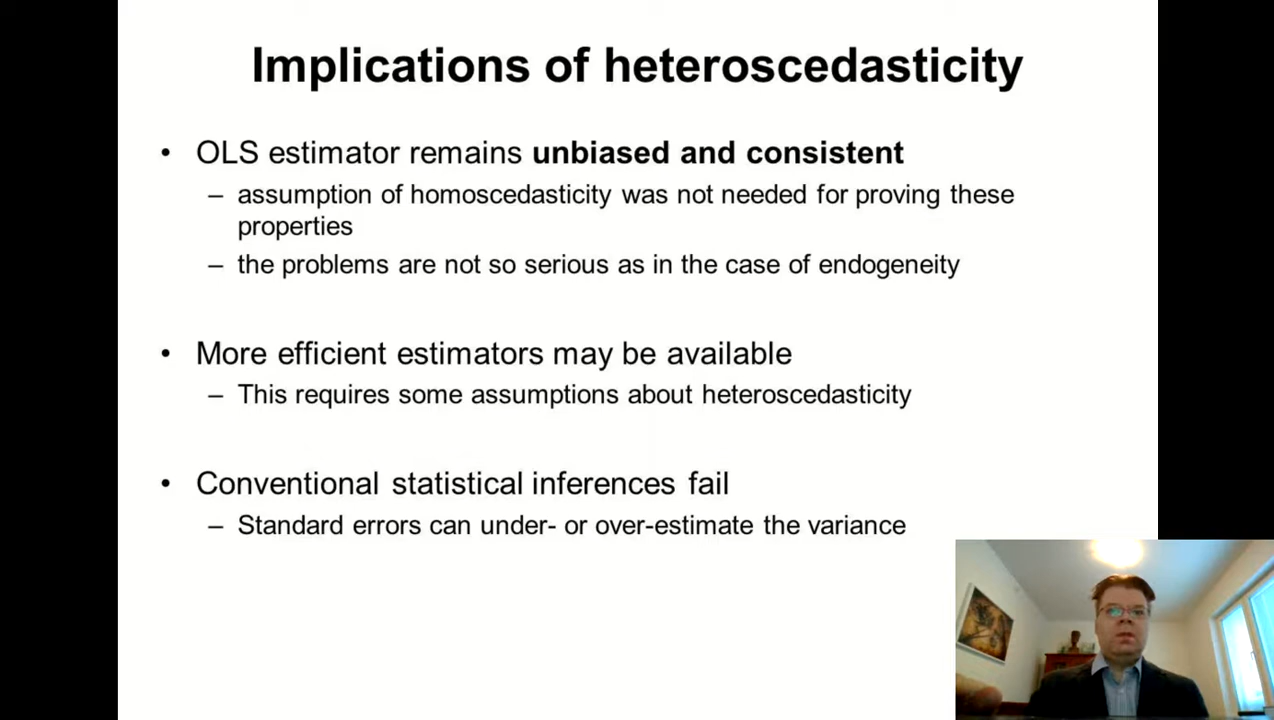 Implications of heteroscedasticity
• OLS estimator remains unbiased and consistent
– assumption of homoscedasticity was not needed for proving these
properties
– the problems are not so serious as in the case of endogeneity
• More efficient estimators may be available
– This requires some assumptions about heteroscedasticity
• Conventional statistical inferences fail
– Standard errors can under- or over-estimate the variance